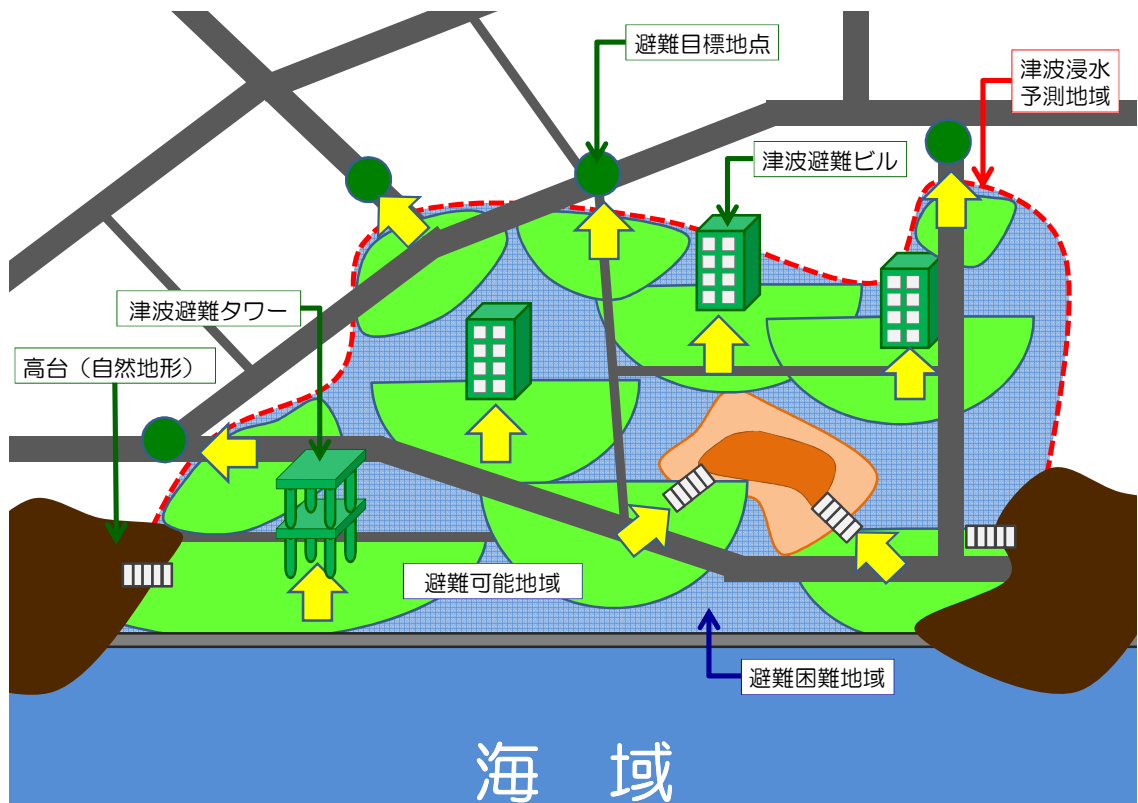 避難目標地点
津波浸水
予測地域
津波避難ビル
津波避難タワー
高台（自然地形）
避難可能地域
避難困難地域
海 域